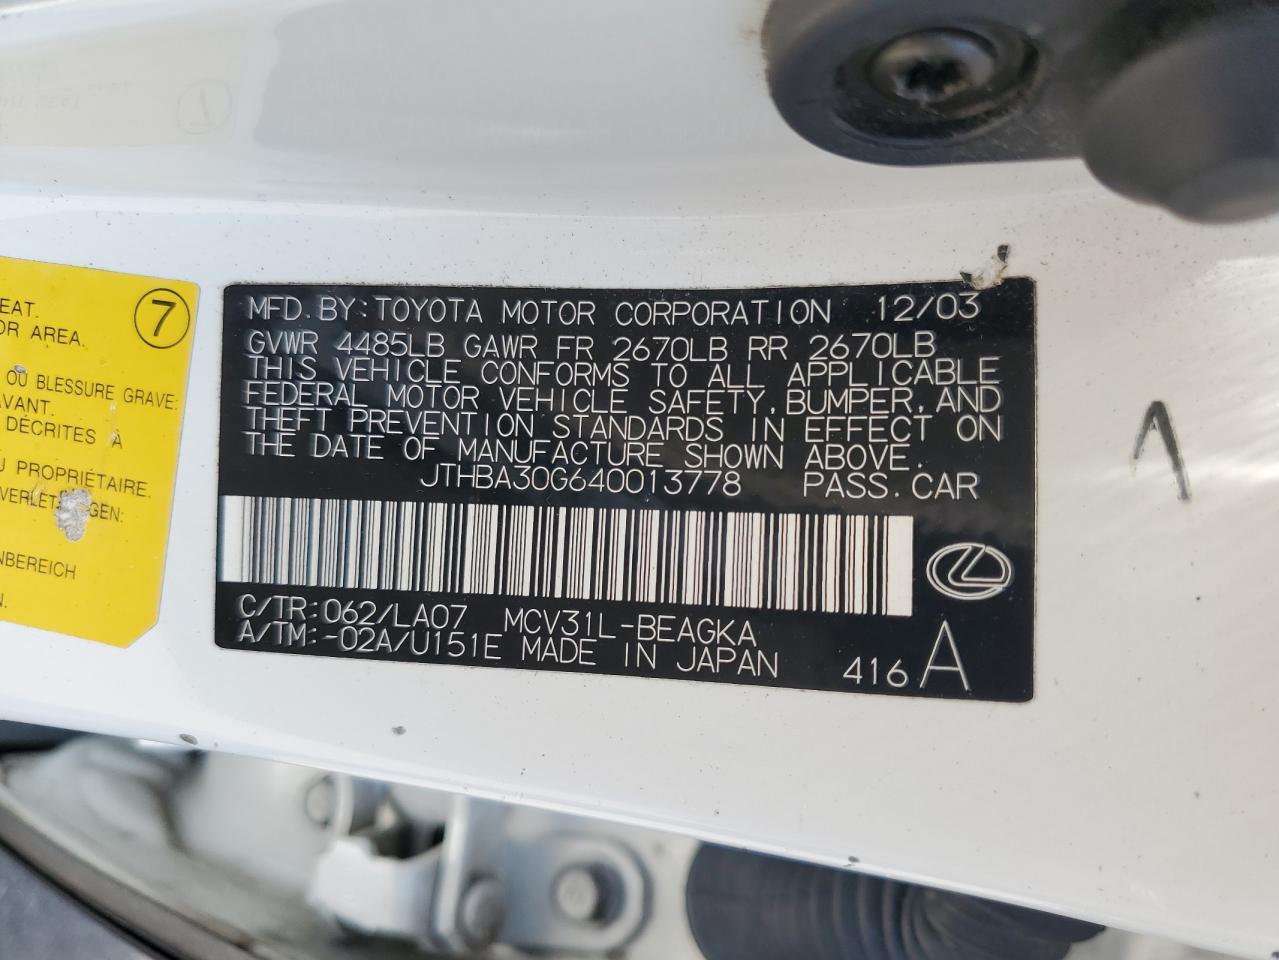 EAT.
OR AREA.
7
OU BLESSURE GRAVE:
AVANT.
DÉCRITES À
U PROPRIÉTAIRE.
VERLET
GEN:
NBEREICH
N.
MFD. BY: TOYOTA MOTOR CORPORATION 12/03
GVWR 4485LB GAWR FR 2670LB RR 2670LB
THIS VEHICLE CONFORMS TO ALL APPLICABLE
FEDERAL MOTOR VEHICLE SAFETY, BUMPER, AND
THEFT PREVENTION STANDARDS IN EFFECT ON
THE DATE OF MANUFACTURE SHOWN ABOVE.
JTHBA30G640013778 PASS. CAR
C/TR: 062/LA07 MCV31L-BEAGKA
A/TM: -02A/U151E MADE IN JAPAN 416 A